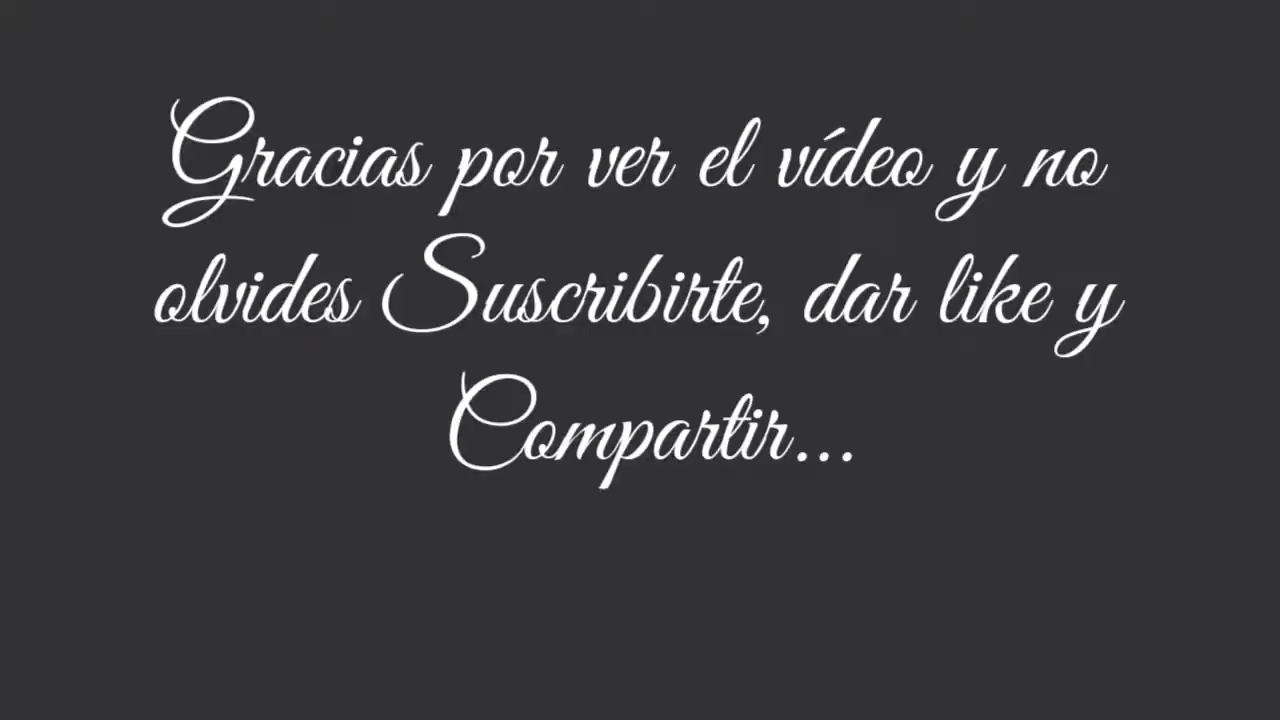 Gracias por ver el vídeo y no
olvides Suscribirte, dar like y
Compartir...